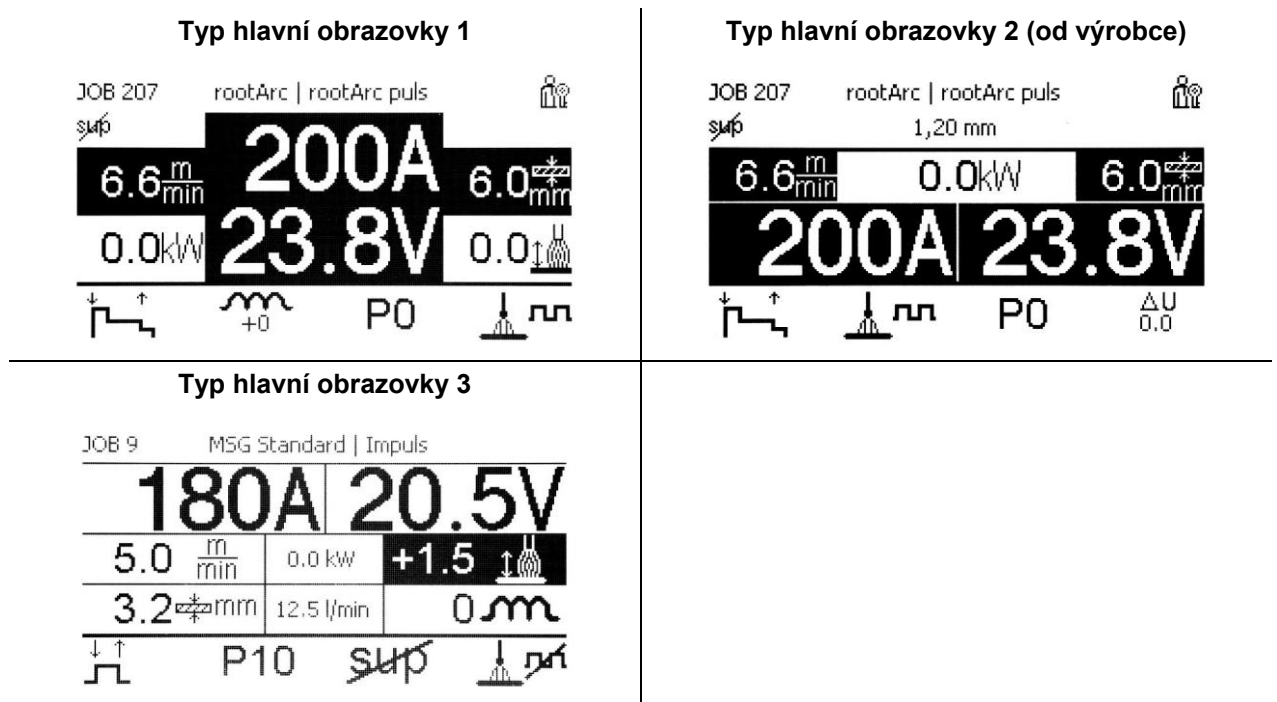 Typ hlavní obrazovky 1
JOB 207 rootArc | rootArc puls
sup
200A
6.6 m/min 6.0 mm
23.8V
0.0kW 0.0
+0 P0
Typ hlavní obrazovky 2 (od výrobce)
JOB 207 rootArc | rootArc puls
sup 1,20 mm
6.6 m/min 0.0kW 6.0 mm
200A 23.8V
P0 ΔU
0.0
Typ hlavní obrazovky 3
JOB 9 MSG Standard | Impuls
180A 20.5V
5.0 m/min 0.0 kW +1.5
3.2 mm 12.5 l/min 0
P10 sup